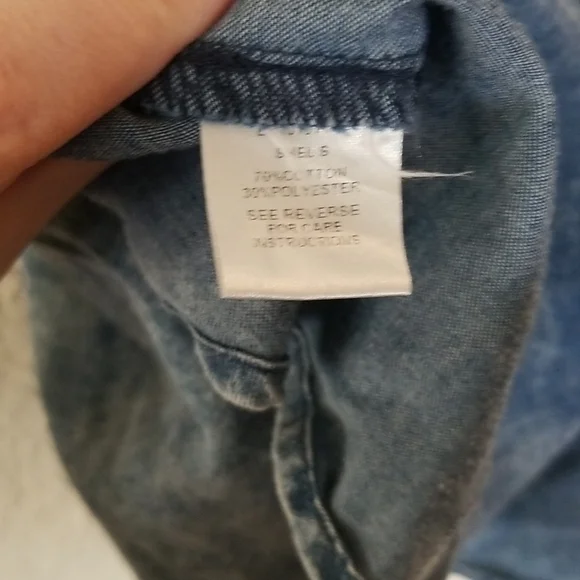 70% COTTON
30% POLYESTER
SEE REVERSE
FOR CARE
INSTRUCTIONS